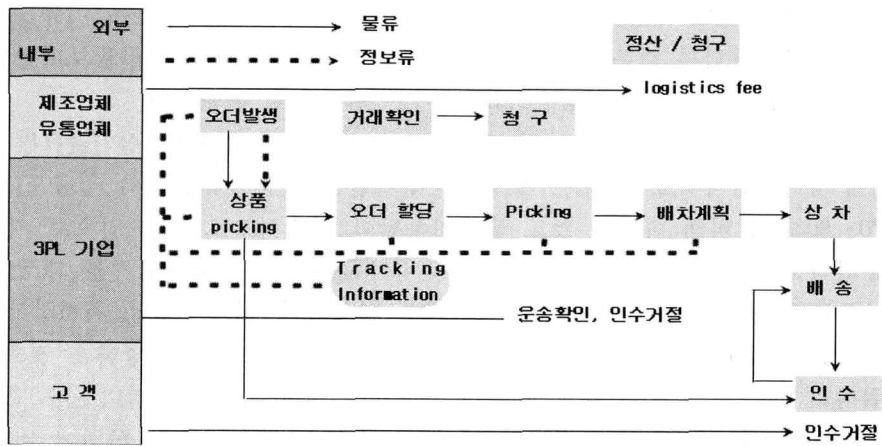 외부
내부
물류
정보류
정산 / 청구
제조업체
유통업체
logistics fee
오더발생
거래확인
청 구
3PL 기업
상품
picking
오더 할당
Picking
배차계획
상 차
Tracking
Information
배 송
운송확인, 인수거절
고 객
인 수
인수거절